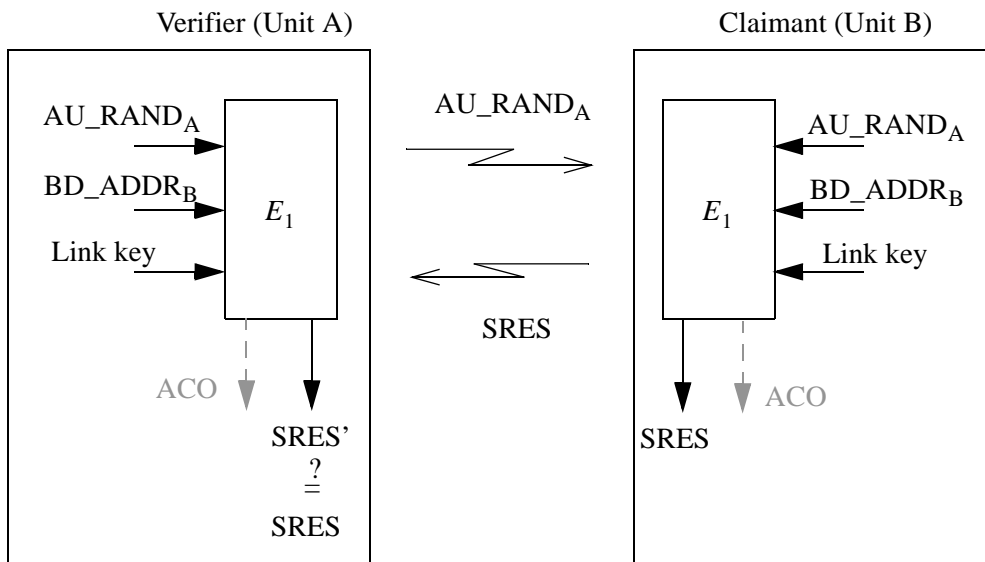 Verifier (Unit A)
Claimant (Unit B)
AU_RANDA
BD_ADDRB
Link key
E1
ACO
SRES’
?
=
SRES
AU_RANDA
SRES
E1
AU_RANDA
BD_ADDRB
Link key
SRES
ACO